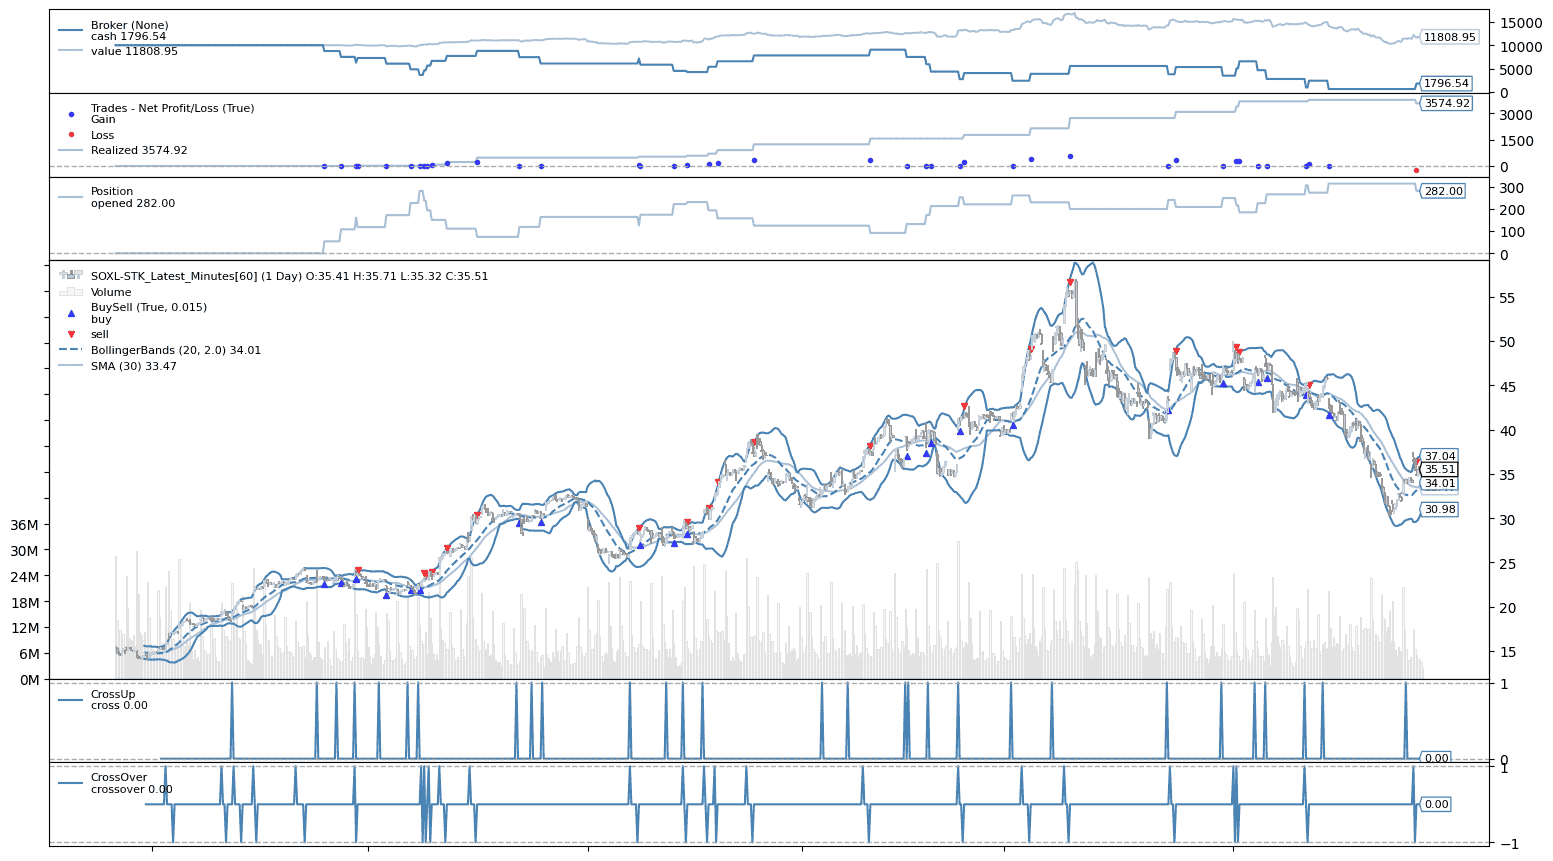 Broker (None)
cash 1796.54
value 11808.95
15000
11808.95
10000
5000
1796.54
0
Trades - Net Profit/Loss (True)
Gain
Loss
Realized 3574.92
3574.92
3000
1500
0
Position
opened 282.00
300
282.00
200
100
0
SOXL-STK_Latest_Minutes[60] (1 Day) O:35.41 H:35.71 L:35.32 C:35.51
Volume
BuySell (True, 0.015)
buy
sell
BollingerBands (20, 2.0) 34.01
SMA (30) 33.47
55
50
45
40
37.04
35.51
35
34.01
30.98
30
25
20
15
36M
30M
24M
18M
12M
6M
0M
CrossUp
cross 0.00
1
0.00
0
CrossOver
crossover 0.00
1
0.00
−1